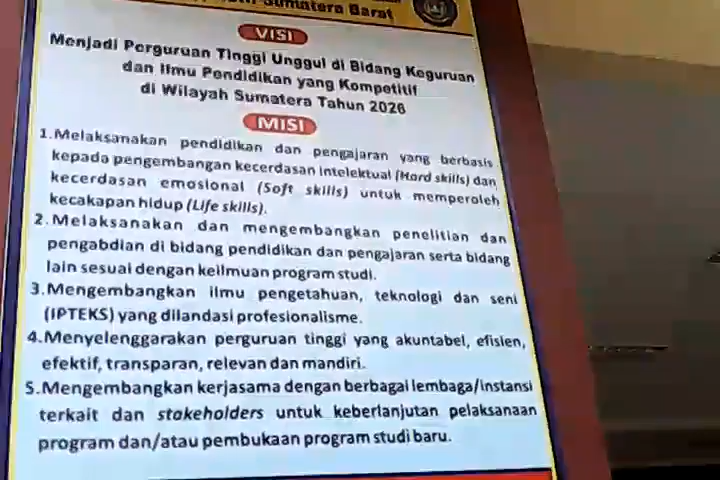 Sumatera Barat
VISI
Menjadi Perguruan Tinggi Unggul di Bidang Keguruan
dan Ilmu Pendidikan yang Kompetitif
di Wilayah Sumatera Tahun 2026
MISI
1.Melaksanakan pendidikan dan pengajaran yang berbasis
kepada pengembangan kecerdasan intelektual (Hard skills) dan
kecerdasan emosional (Soft skills) untuk memperoleh
kecakapan hidup (Life skills).
2.Melaksanakan dan mengembangkan penelitian dan
pengabdian di bidang pendidikan dan pengajaran serta bidang
lain sesuai dengan keilmuan program studi.
3.Mengembangkan ilmu pengetahuan, teknologi dan seni
(IPTEKS) yang dilandasi profesionalisme.
4.Menyelenggarakan perguruan tinggi yang akuntabel, efisien,
efektif, transparan, relevan dan mandiri.
5.Mengembangkan kerjasama dengan berbagai lembaga/instansi
terkait dan stakeholders untuk keberlanjutan pelaksanaan
program dan/atau pembukaan program studi baru.